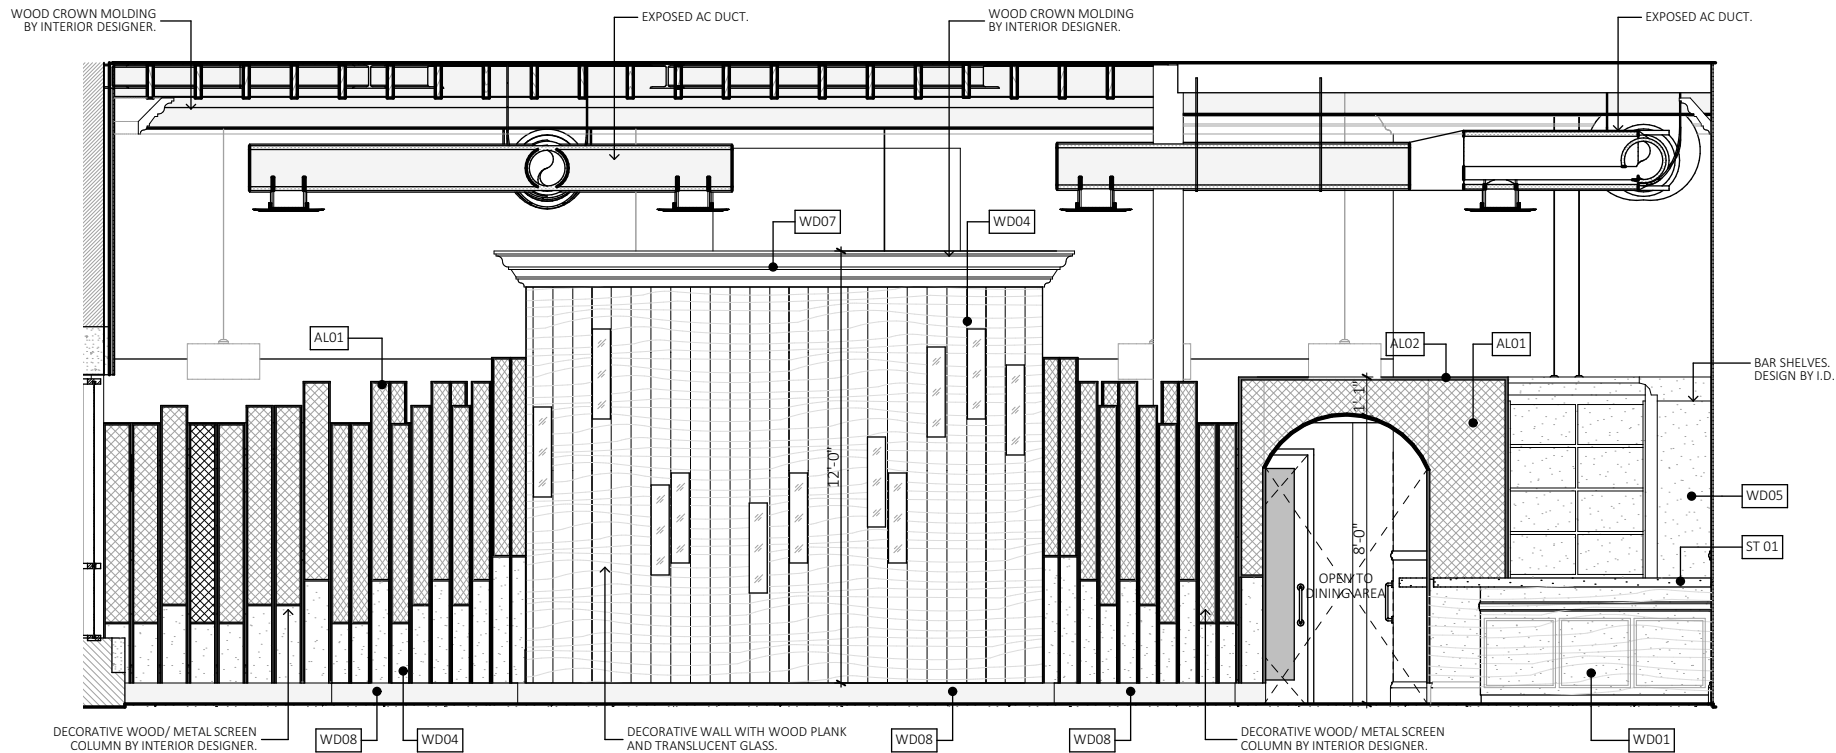 WOOD CROWN MOLDING
BY INTERIOR DESIGNER.
EXPOSED AC DUCT.
WOOD CROWN MOLDING
BY INTERIOR DESIGNER.
EXPOSED AC DUCT.
WD07
WD04
AL01
AL02
AL01
BAR SHELVES.
DESIGN BY I.D.
1'-1"
12'-0"
WD05
8'-0"
ST 01
OPEN TO
DINING AREA
DECORATIVE WOOD/ METAL SCREEN
COLUMN BY INTERIOR DESIGNER.
WD08
WD04
DECORATIVE WALL WITH WOOD PLANK
AND TRANSLUCENT GLASS.
WD08
WD08
DECORATIVE WOOD/ METAL SCREEN
COLUMN BY INTERIOR DESIGNER.
WD01